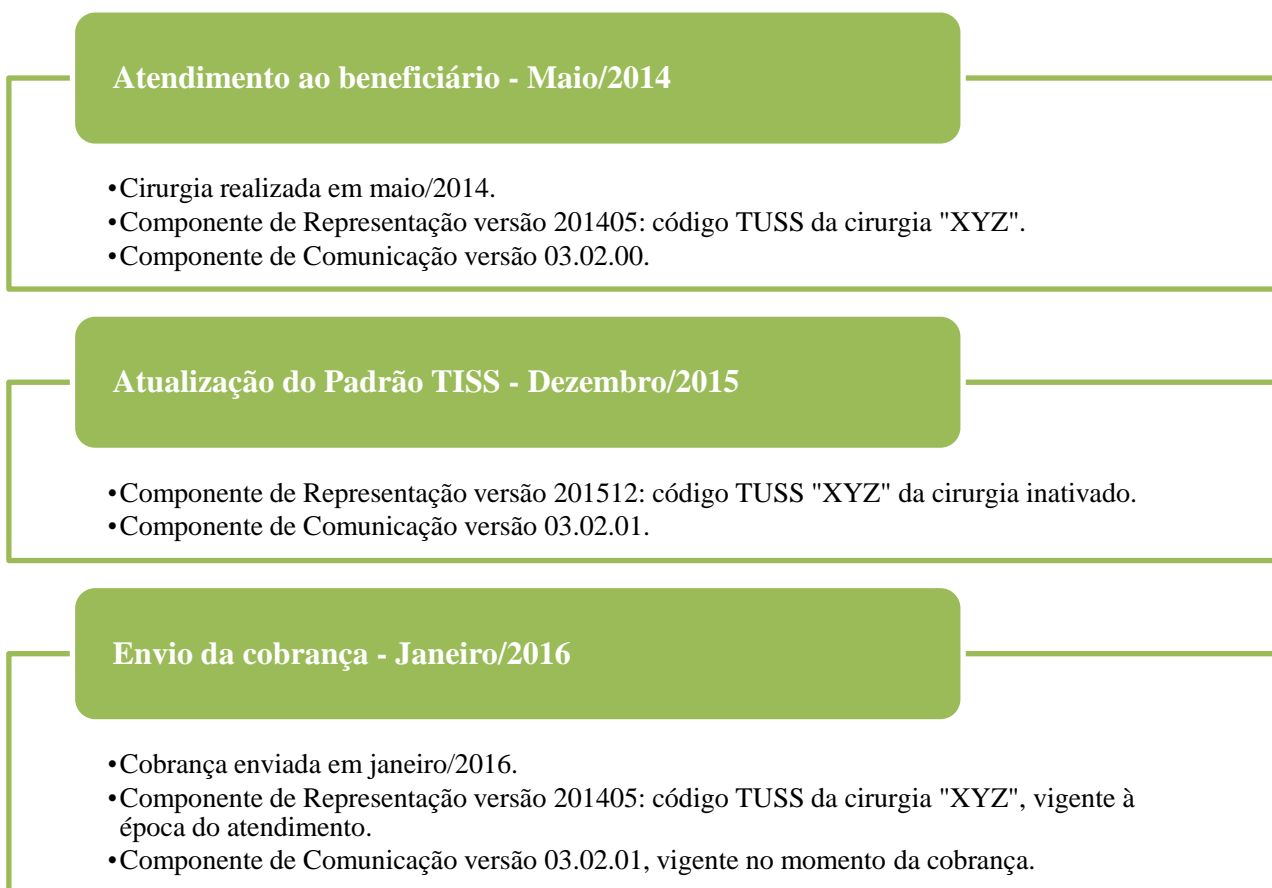 Atendimento ao beneficiário - Maio/2014
•Cirurgia realizada em maio/2014.
•Componente de Representação versão 201405: código TUSS da cirurgia "XYZ".
•Componente de Comunicação versão 03.02.00.
Atualização do Padrão TISS - Dezembro/2015
•Componente de Representação versão 201512: código TUSS "XYZ" da cirurgia inativado.
•Componente de Comunicação versão 03.02.01.
Envio da cobrança - Janeiro/2016
•Cobrança enviada em janeiro/2016.
•Componente de Representação versão 201405: código TUSS da cirurgia "XYZ", vigente à
época do atendimento.
•Componente de Comunicação versão 03.02.01, vigente no momento da cobrança.